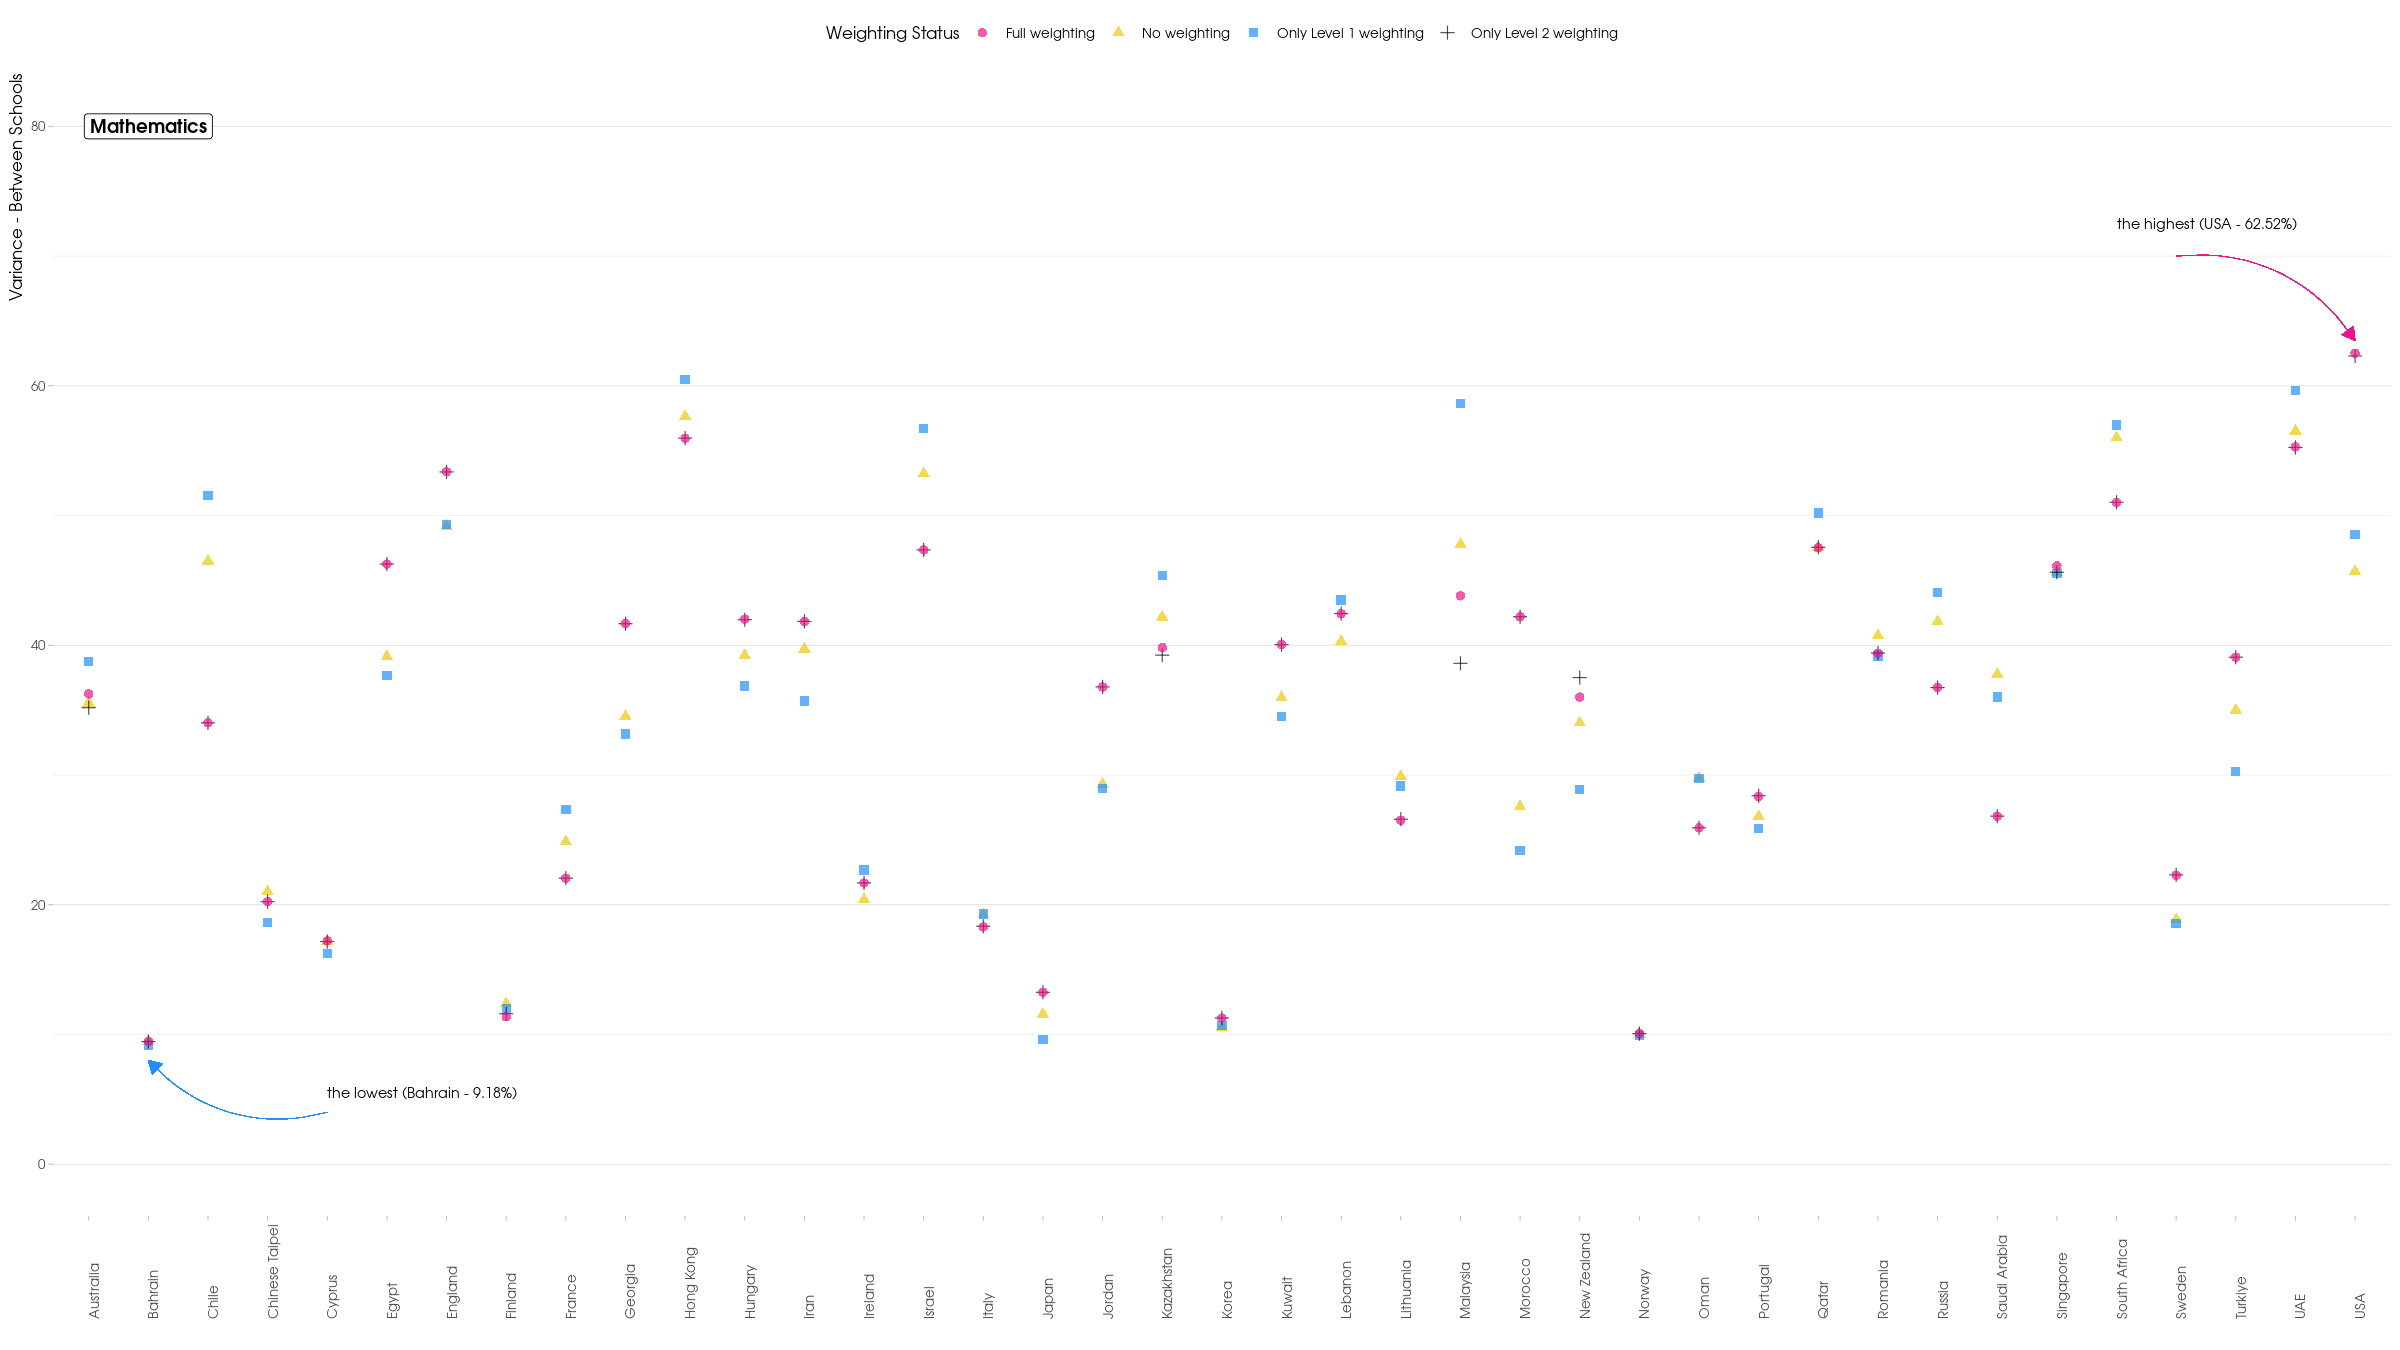 Weighting Status Full weighting No weighting Only Level 1 weighting Only Level 2 weighting
Variance - Between Schools
Mathematics
80
60
40
20
0
the highest (USA - 62.52%)
the lowest (Bahrain - 9.18%)
Australia
Bahrain
Chile
Chinese Taipei
Cyprus
Egypt
England
Finland
France
Georgia
Hong Kong
Hungary
Iran
Ireland
Israel
Italy
Japan
Jordan
Kazakhstan
Korea
Kuwait
Lebanon
Lithuania
Malaysia
Morocco
New Zealand
Norway
Oman
Portugal
Qatar
Romania
Russia
Saudi Arabia
Singapore
South Africa
Sweden
Turkiye
UAE
USA